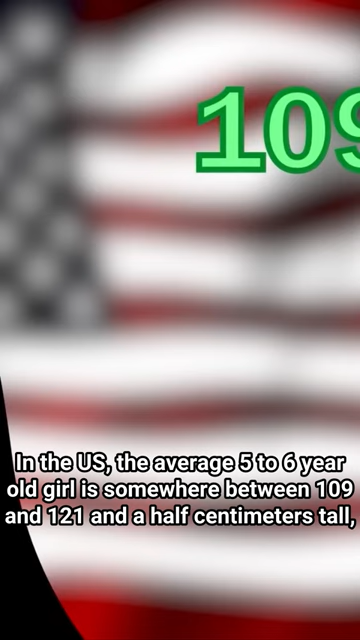 109
In the US, the average 5 to 6 year
old girl is somewhere between 109
and 121 and a half centimeters tall,